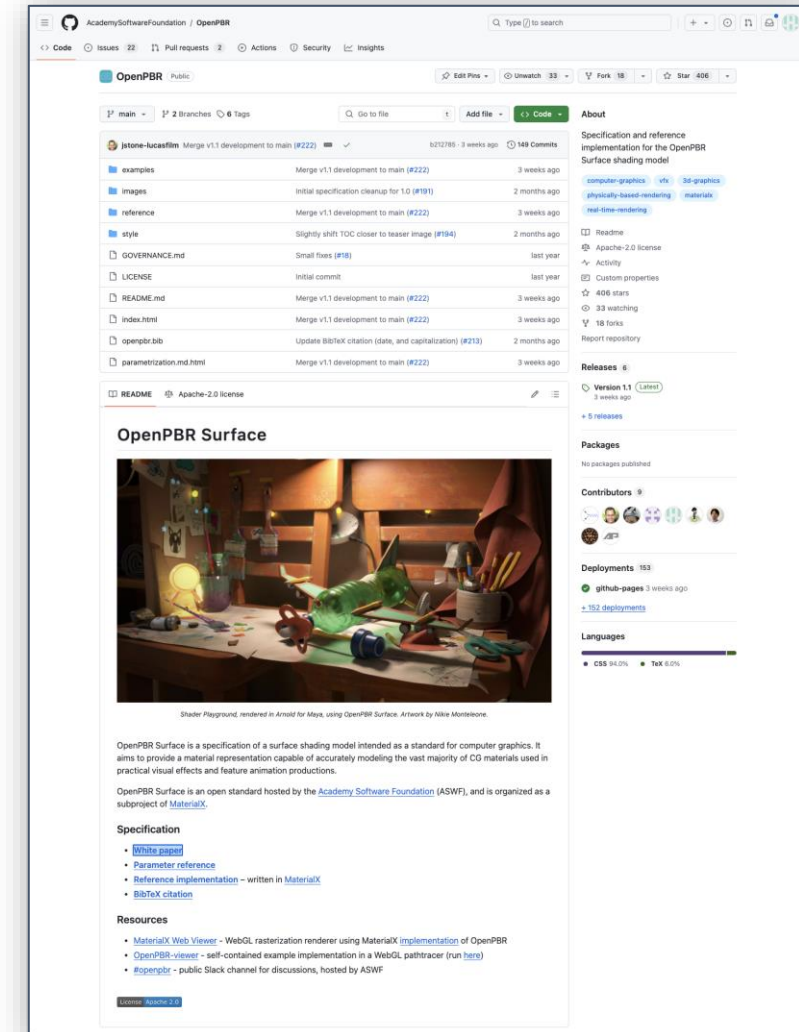 AcademySoftwareFoundation / OpenPBR
Type / to search
Code
Issues 22
Pull requests 2
Actions
Security
Insights
OpenPBR Public
Edit Pins
Unwatch 33
Fork 18
Star 406
main
2 Branches
6 Tags
Go to file
t
Add file
Code
jstone-lucasfilm Merge v1.1 development to main (#222)
b212786 · 3 weeks ago
149 Commits
examples Merge v1.1 development to main (#222) 3 weeks ago
images Initial specification cleanup for 1.0 (#191) 2 months ago
reference Merge v1.1 development to main (#222) 3 weeks ago
style Slightly shift TOC closer to teaser image (#194) 2 months ago
GOVERNANCE.md Small fixes (#18) last year
LICENSE Initial commit last year
README.md Merge v1.1 development to main (#222) 3 weeks ago
index.html Merge v1.1 development to main (#222) 3 weeks ago
openpbr.bib Update BibTeX citation (date, and capitalization) (#213) 2 months ago
parametrization.md.html Merge v1.1 development to main (#222) 3 weeks ago
README
Apache-2.0 license
OpenPBR Surface
Shader Playground, rendered in Arnold for Maya, using OpenPBR Surface. Artwork by Nikie Monteleone.
OpenPBR Surface is a specification of a surface shading model intended as a standard for computer graphics. It
aims to provide a material representation capable of accurately modeling the vast majority of CG materials used in
practical visual effects and feature animation productions.
OpenPBR Surface is an open standard hosted by the Academy Software Foundation (ASWF), and is organized as a
subproject of MaterialX.
Specification
• White paper
• Parameter reference
• Reference implementation – written in MaterialX
• BibTeX citation
Resources
• MaterialX Web Viewer - WebGL rasterization renderer using MaterialX implementation of OpenPBR
• OpenPBR-viewer - self-contained example implementation in a WebGL pathtracer (run here)
• #openpbr - public Slack channel for discussions, hosted by ASWF
License Apache 2.0
About
Specification and reference
implementation for the OpenPBR
Surface shading model
computer-graphics vfx 3d-graphics
physically-based-rendering materialx
real-time-rendering
Readme
Apache-2.0 license
Activity
Custom properties
406 stars
33 watching
18 forks
Report repository
Releases 6
Version 1.1 Latest
3 weeks ago
+ 5 releases
Packages
No packages published
Contributors 9
Deployments 153
github-pages 3 weeks ago
+ 152 deployments
Languages
CSS 94.0% TeX 6.0%